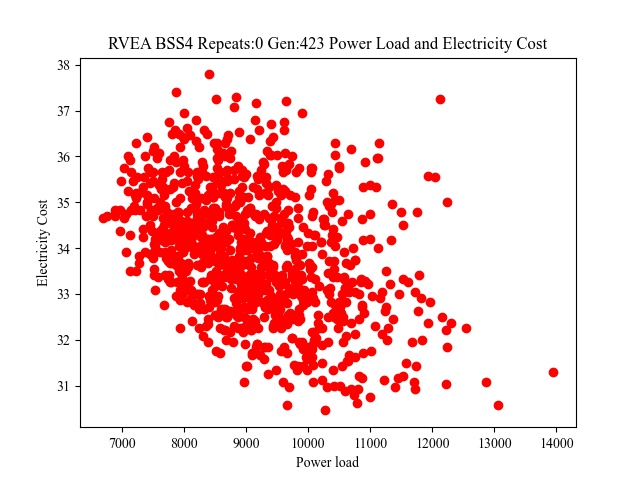 RVEA BSS4 Repeats:0 Gen:423 Power Load and Electricity Cost
38
37
36
35
34
33
32
31
Electricity Cost
7000 8000 9000 10000 11000 12000 13000 14000
Power load